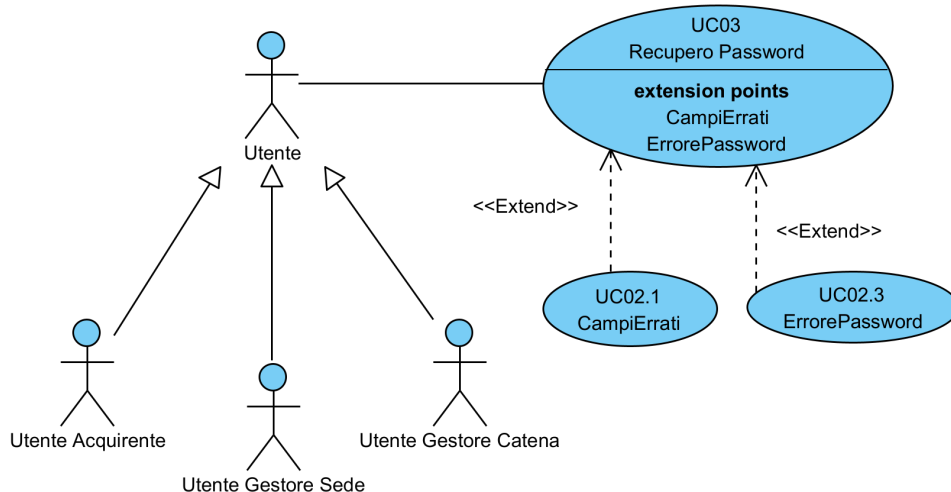 UC03
Recupero Password
extension points
CampiErrati
ErrorePassword
Utente
<<Extend>>
<<Extend>>
UC02.1
CampiErrati
UC02.3
ErrorePassword
Utente Acquirente
Utente Gestore Catena
Utente Gestore Sede